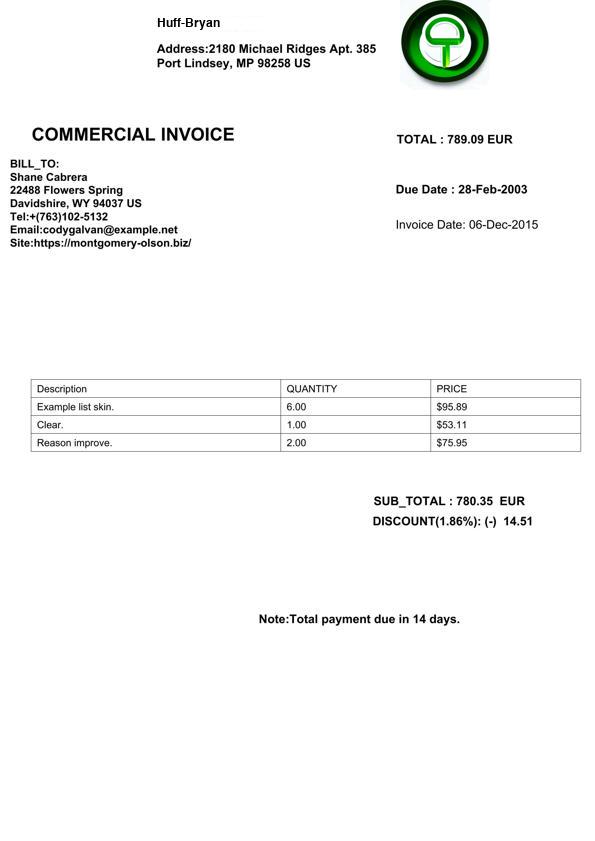 Huff-Bryan
Address:2180 Michael Ridges Apt. 385
Port Lindsey, MP 98258 US
COMMERCIAL INVOICE
TOTAL : 789.09 EUR
BILL_TO:
Shane Cabrera
22488 Flowers Spring
Davidshire, WY 94037 US
Tel:+(763)102-5132
Email:codygalvan@example.net
Site:https://montgomery-olson.biz/
Due Date : 28-Feb-2003
Invoice Date: 06-Dec-2015
Description QUANTITY PRICE
Example list skin. 6.00 $95.89
Clear. 1.00 $53.11
Reason improve. 2.00 $75.95
SUB_TOTAL : 780.35 EUR
DISCOUNT(1.86%): (-) 14.51
Note:Total payment due in 14 days.